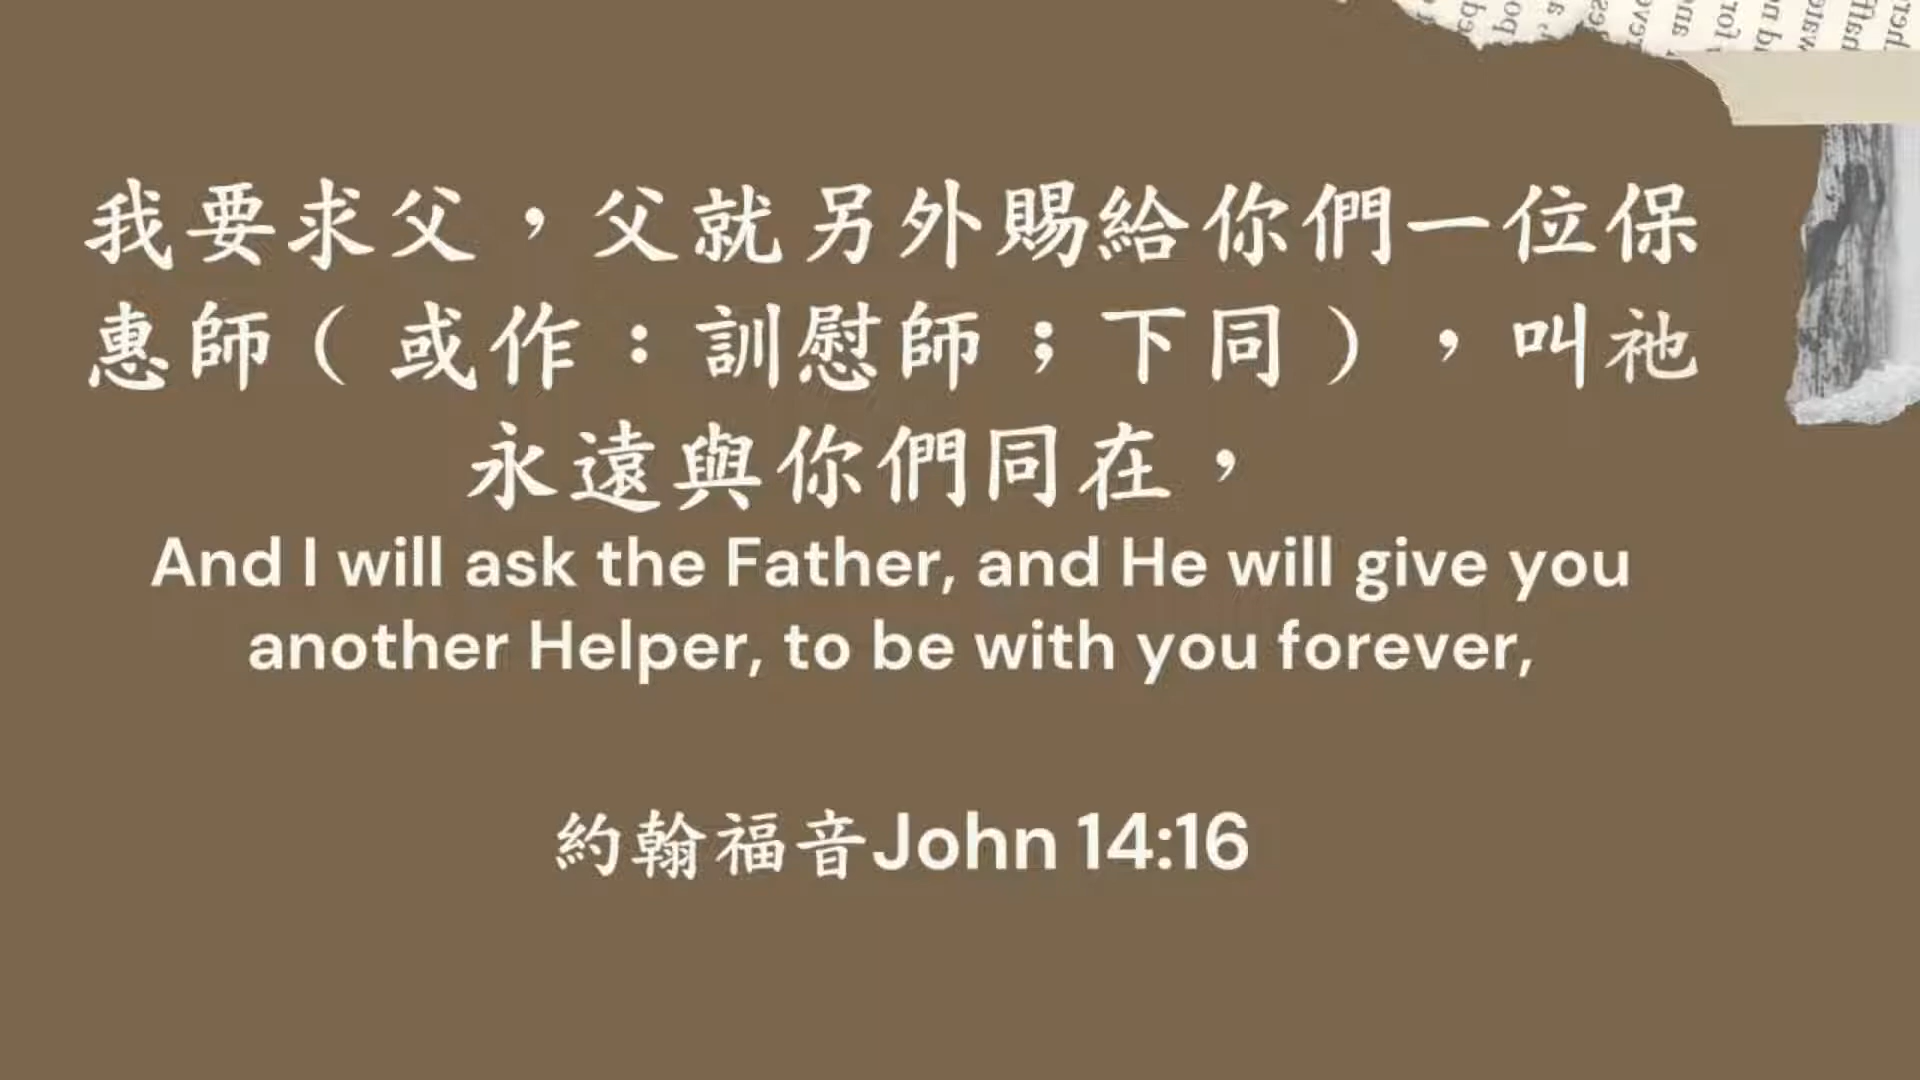 我要求父，父就另外賜給你們一位保
惠師（或作：訓慰師；下同），叫祂
永遠與你們同在，
And I will ask the Father, and He will give you
another Helper, to be with you forever,
約翰福音John 14:16